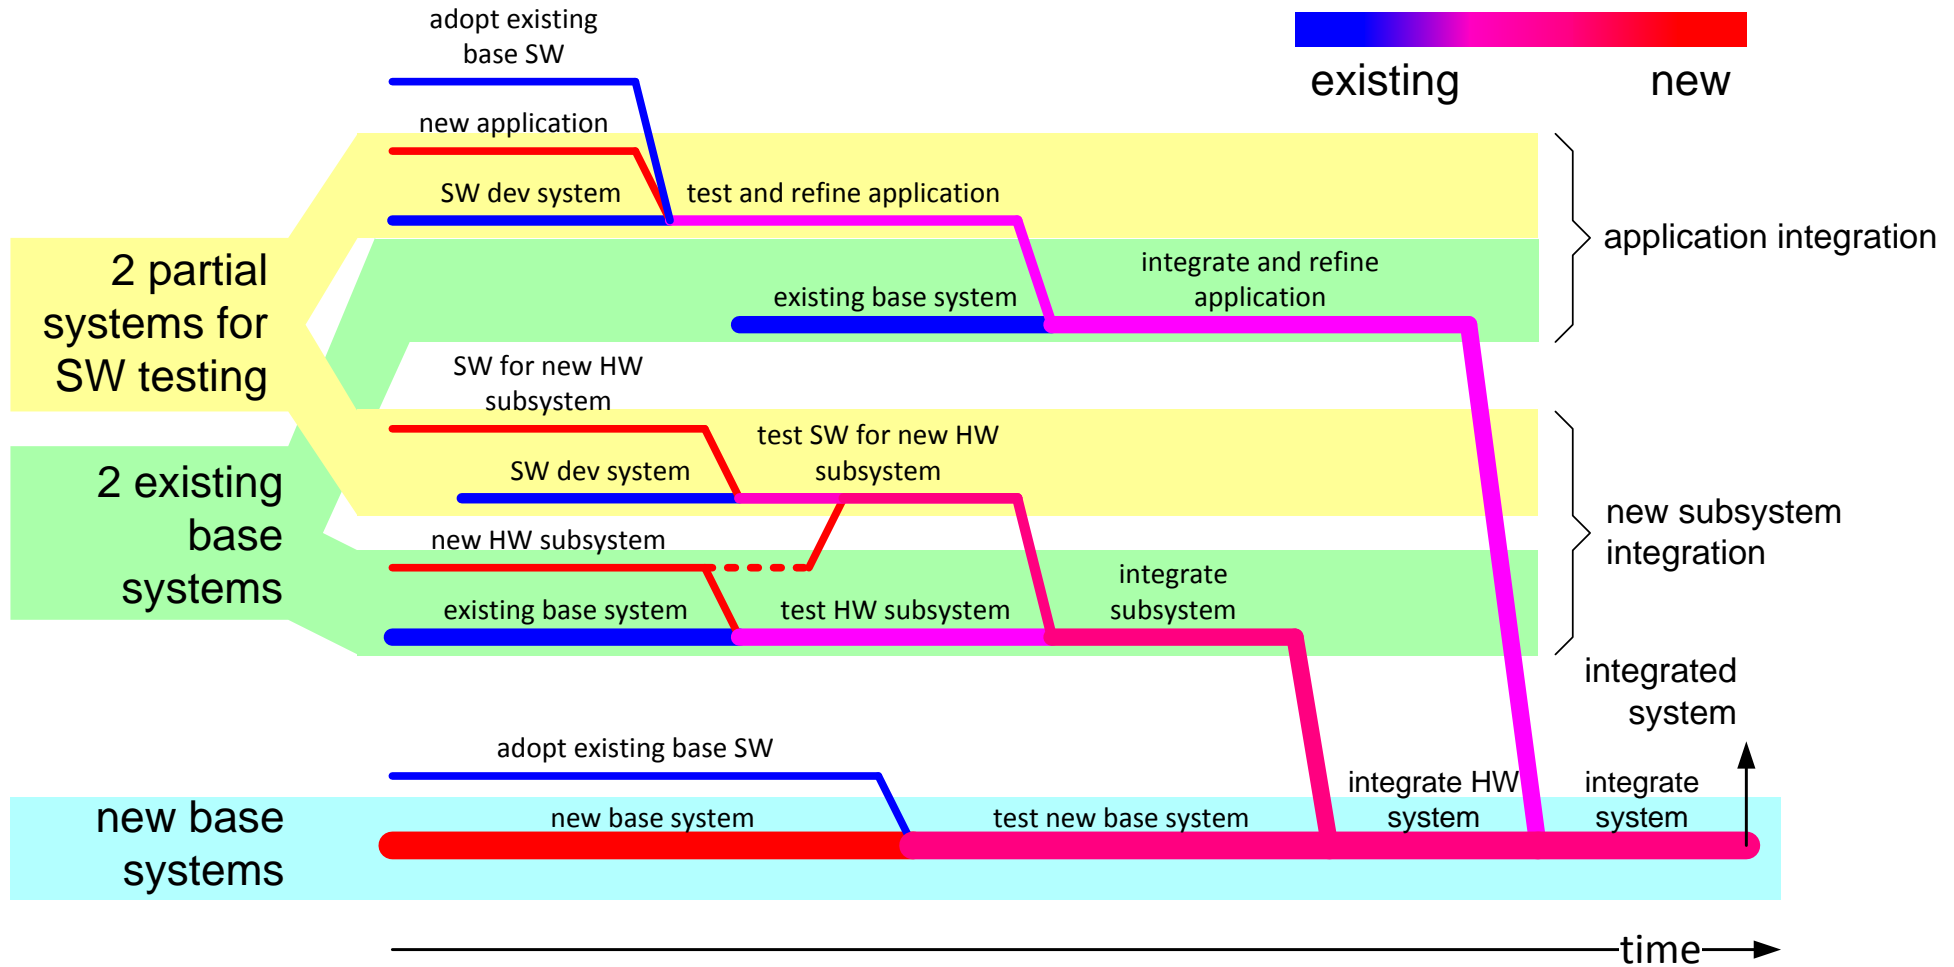 adopt existing
base SW
existing
new
new application
SW dev system
test and refine application
application integration
2 partial
systems for
SW testing
integrate and refine
application
existing base system
SW for new HW
subsystem
test SW for new HW
subsystem
SW dev system
2 existing
base
systems
new subsystem
integration
new HW subsystem
integrate
subsystem
existing base system
test HW subsystem
integrated
system
adopt existing base SW
integrate HW
system
integrate
system
new base
systems
new base system
test new base system
time